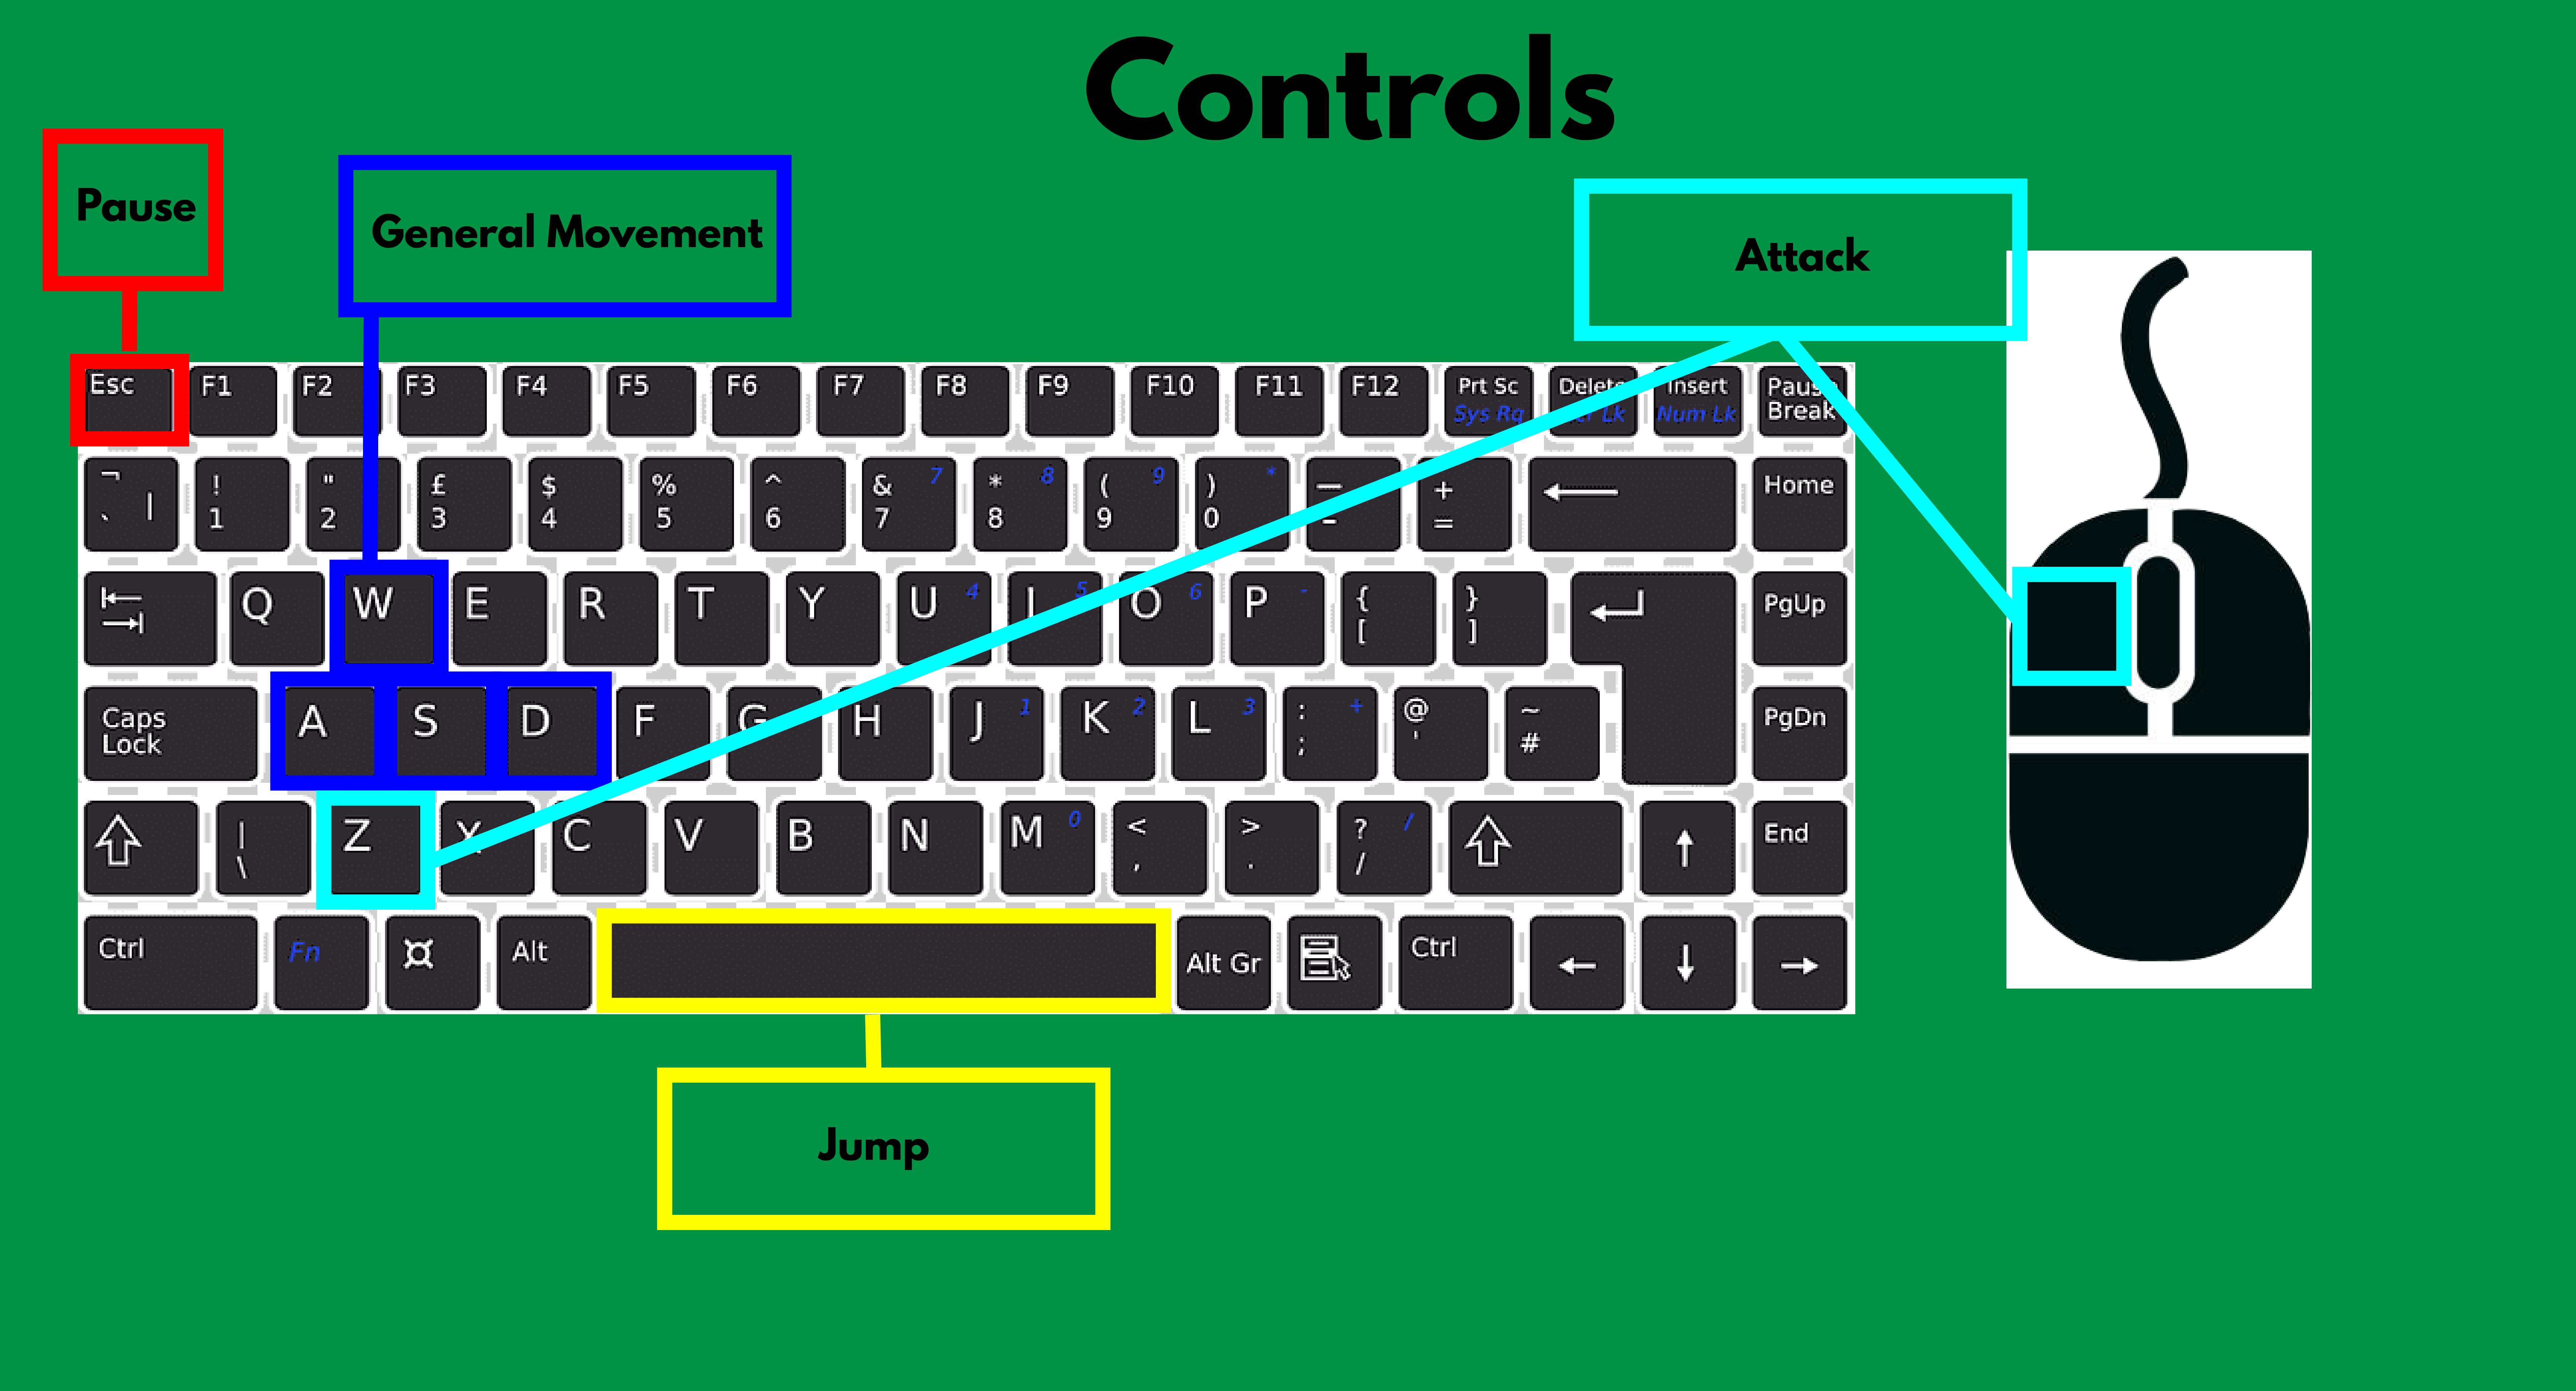 Controls
Pause
General Movement
Attack
Esc F1 F2 F3 F4 F5 F6 F7 F8 F9 F10 F11 F12 Prt Sc Delete Insert Pause
Sys Rq Lk Num Lk Break
¬ ! " £ $ % ^ & 7 * 8 ( 9 ) * — +
` | 1 2 3 4 5 6 7 8 9 0 - = Home
Q W E R T Y U 4 I 5 O 6 P - { [ } ] PgUp
Caps Lock A S D F G H J 1 K 2 L 3 : ; + @ ' ~ # PgDn
| \ Z X C V B N M 0 < , > . ? / / End
Ctrl Fn Alt Alt Gr Ctrl
Jump